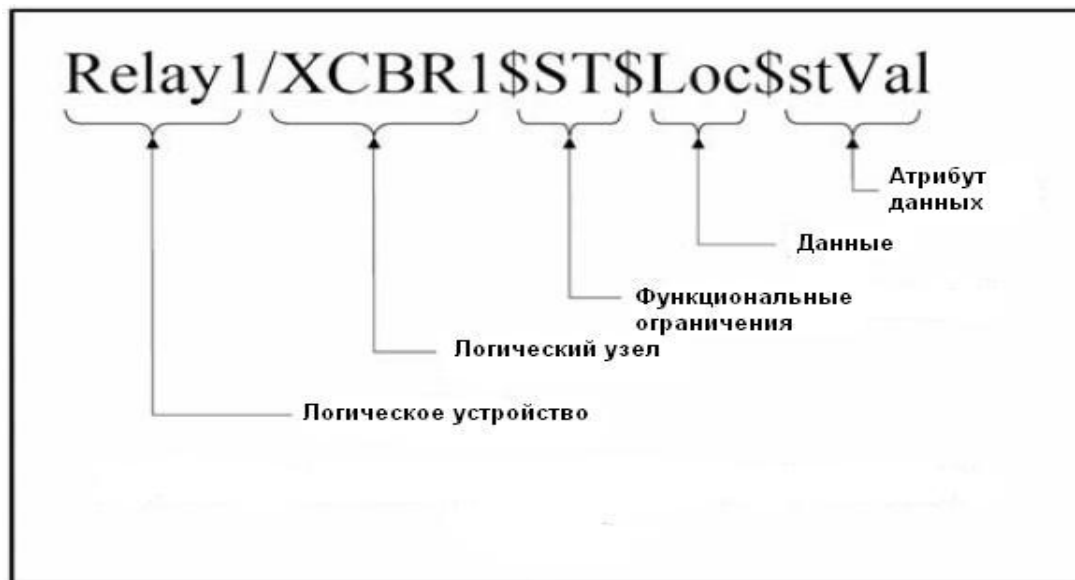 Relay1/XCBR1$ST$Loc$stVal
Атрибут
данных
Данные
Функциональные
ограничения
Логический узел
Логическое устройство